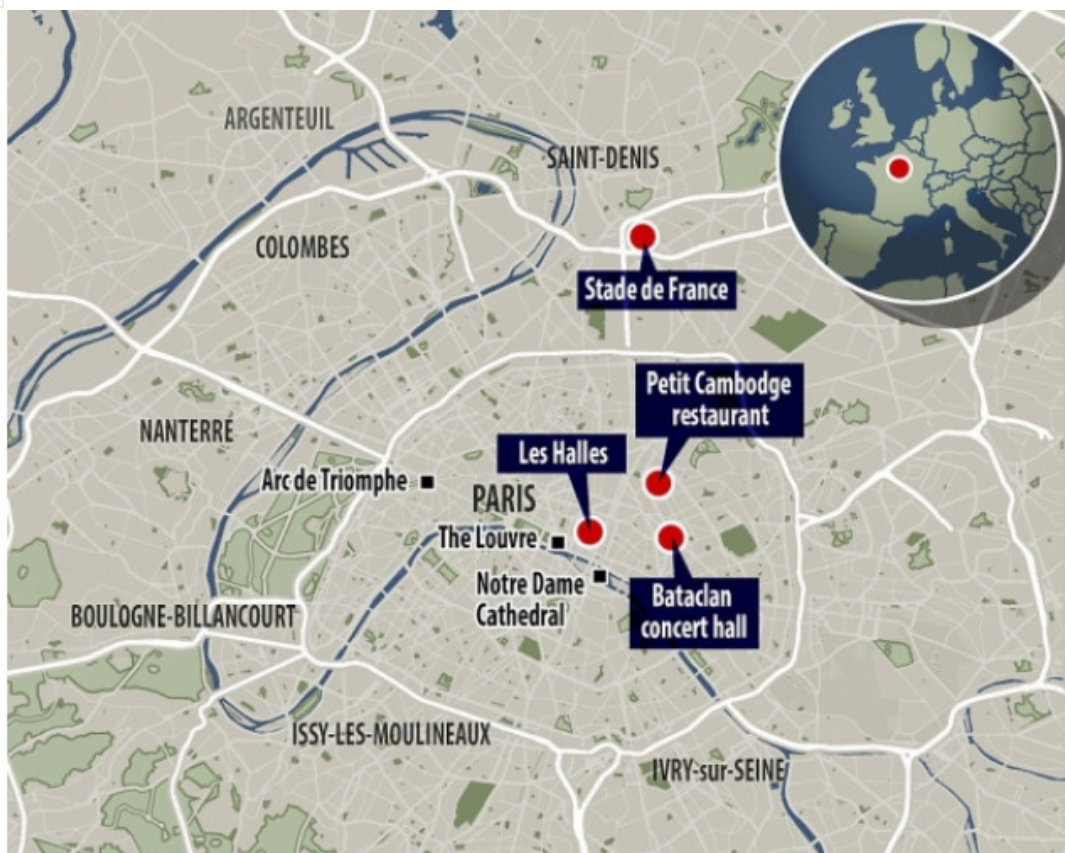 ARGENTEUIL
SAINT-DENIS
COLOMBES
Stade de France
Petit Cambodge
restaurant
NANTERRE
Les Halles
Arc de Triomphe
PARIS
The Louvre
Notre Dame
Cathedral
Bataclan
concert hall
BOULOGNE-BILLANCOURT
ISSY-LES-MOULINEAUX
IVRY-sur-SEINE